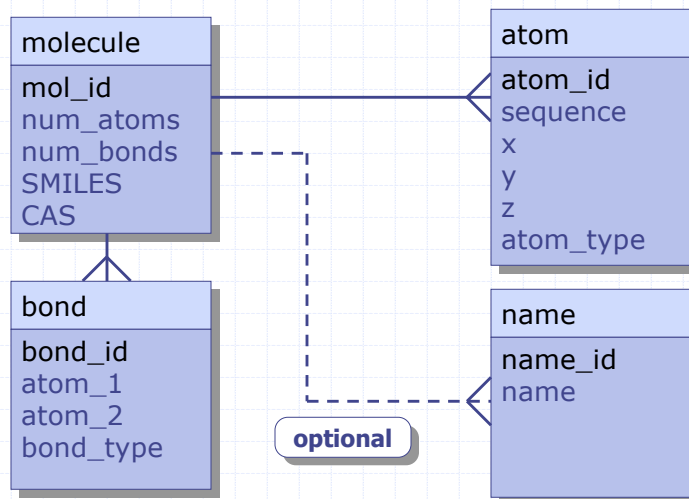 molecule
mol_id
num_atoms
num_bonds
SMILES
CAS
atom
atom_id
sequence
x
y
z
atom_type
bond
bond_id
atom_1
atom_2
bond_type
optional
name
name_id
name